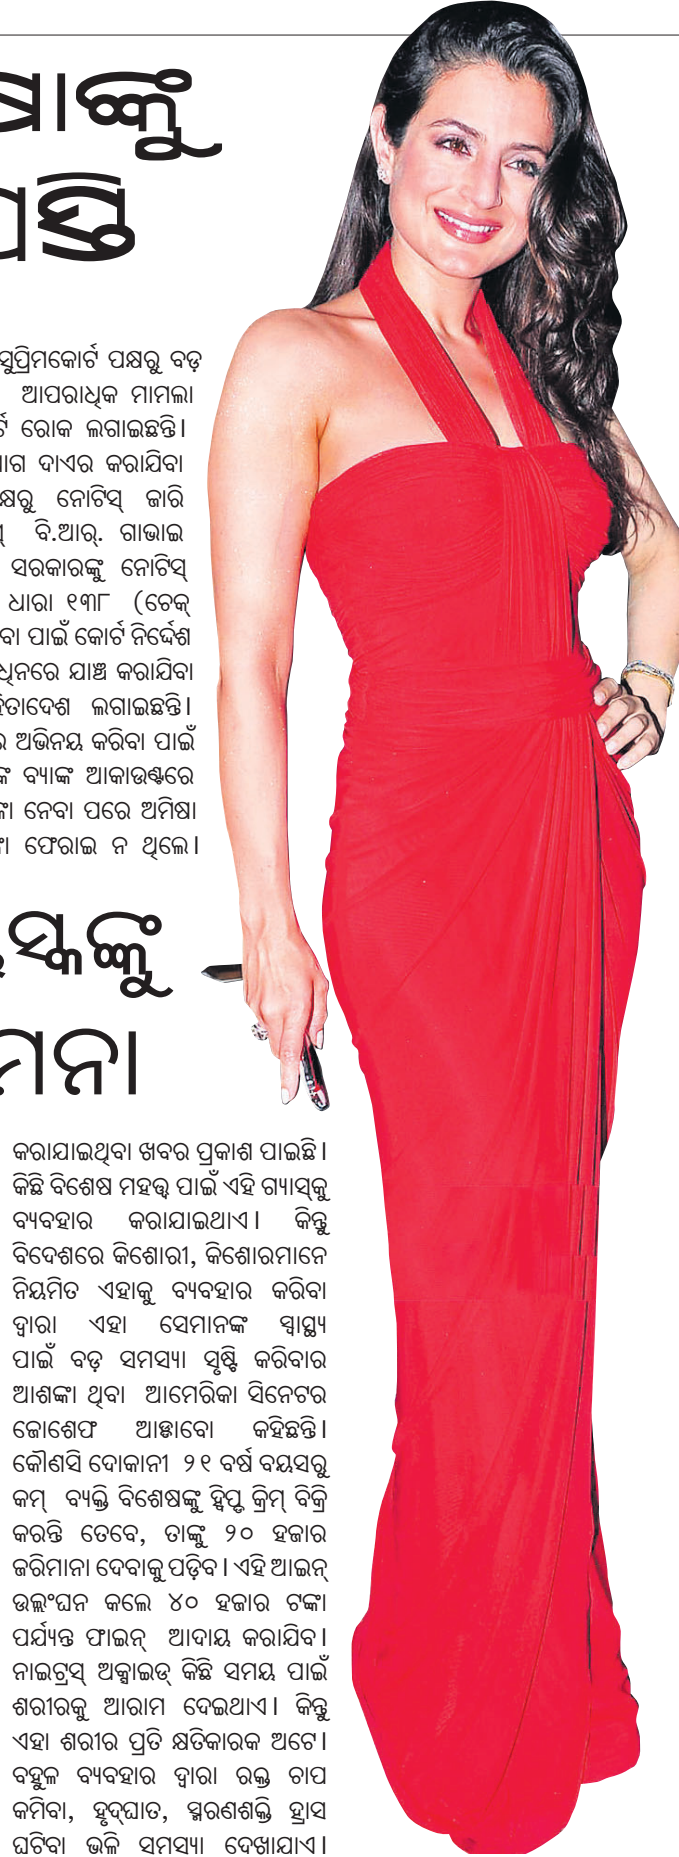 ଷାଙ୍କୁ
ସ୍ତି
ସୁପ୍ରିମକୋର୍ଟ ପକ୍ଷରୁ ବଡ଼
ଆପରାଧିକ ମାମଲା
ର୍ଟ ରୋକ ଲଗାଇଛନ୍ତି।
ଯୋଗ ଦାଏର କରାଯିବା
କ୍ଷରୁ ନୋଟିସ୍ ଜାରି
ବି.ଆର୍. ଗାଭାଇ
ସରକାରଙ୍କୁ ନୋଟିସ୍
ଧାରା ୧୩୮ (ଚେକ୍
ବା ପାଇଁ କୋର୍ଟ ନିର୍ଦ୍ଦେଶ
ଧିନରେ ଯାଞ୍ଚ କରାଯିବା
ହିତାଦେଶ ଲଗାଇଛନ୍ତି।
ଅଭିନୟ କରିବା ପାଇଁ
ଙ୍କ ବ୍ୟାଙ୍କ ଆକାଉଣ୍ଟରେ
ଙ୍କା ନେବା ପରେ ଅମିଷା
ଙ୍କା ଫେରାଇ ନ ଥିଲେ।
ସ୍କଙ୍କୁ
ମନା
କରାଯାଇଥିବା ଖବର ପ୍ରକାଶ ପାଇଛି।
କିଛି ବିଶେଷ ମହତ୍ତ୍ୱ ପାଇଁ ଏହି ଗ୍ୟାସ୍‌କୁ
ବ୍ୟବହାର କରାଯାଇଥାଏ। କିନ୍ତୁ
ବିଦେଶରେ କିଶୋରୀ, କିଶୋରମାନେ
ନିୟମିତ ଏହାକୁ ବ୍ୟବହାର କରିବା
ଦ୍ୱାରା ଏହା ସେମାନଙ୍କ ସ୍ୱାସ୍ଥ୍ୟ
ପାଇଁ ବଡ଼ ସମସ୍ୟା ସୃଷ୍ଟି କରିବାର
ଆଶଙ୍କା ଥିବା ଆମେରିକା ସିନେଟର
ଜୋଶେଫ ଆଡ୍ଡାବୋ କହିଛନ୍ତି।
କୌଣସି ଦୋକାନୀ ୨୧ ବର୍ଷ ବୟସରୁ
କମ୍ ବ୍ୟକ୍ତି ବିଶେଷଙ୍କୁ ହ୍ୱିପ୍ଡ କ୍ରିମ୍ ବିକ୍ରି
କରନ୍ତି ତେବେ, ତାଙ୍କୁ ୨୦ ହଜାର
ଜରିମାନା ଦେବାକୁ ପଡ଼ିବ। ଏହି ଆଇନ୍
ଉଲ୍ଲଂଘନ କଲେ ୪୦ ହଜାର ଟଙ୍କା
ପର୍ଯ୍ୟନ୍ତ ଫାଇନ୍ ଆଦାୟ କରାଯିବ।
ନାଇଟ୍ରସ୍ ଅକ୍ସାଇଡ୍ କିଛି ସମୟ ପାଇଁ
ଶରୀରକୁ ଆରାମ ଦେଇଥାଏ। କିନ୍ତୁ
ଏହା ଶରୀର ପ୍ରତି କ୍ଷତିକାରକ ଅଟେ।
ବହୁଳ ବ୍ୟବହାର ଦ୍ୱାରା ରକ୍ତ ଚାପ
କମିବା, ହୃଦ୍‌ଘାତ, ସ୍ମରଣଶକ୍ତି ହ୍ରାସ
ଘଟିବା ଭଳି ସମସ୍ୟା ଦେଖାଯାଏ।